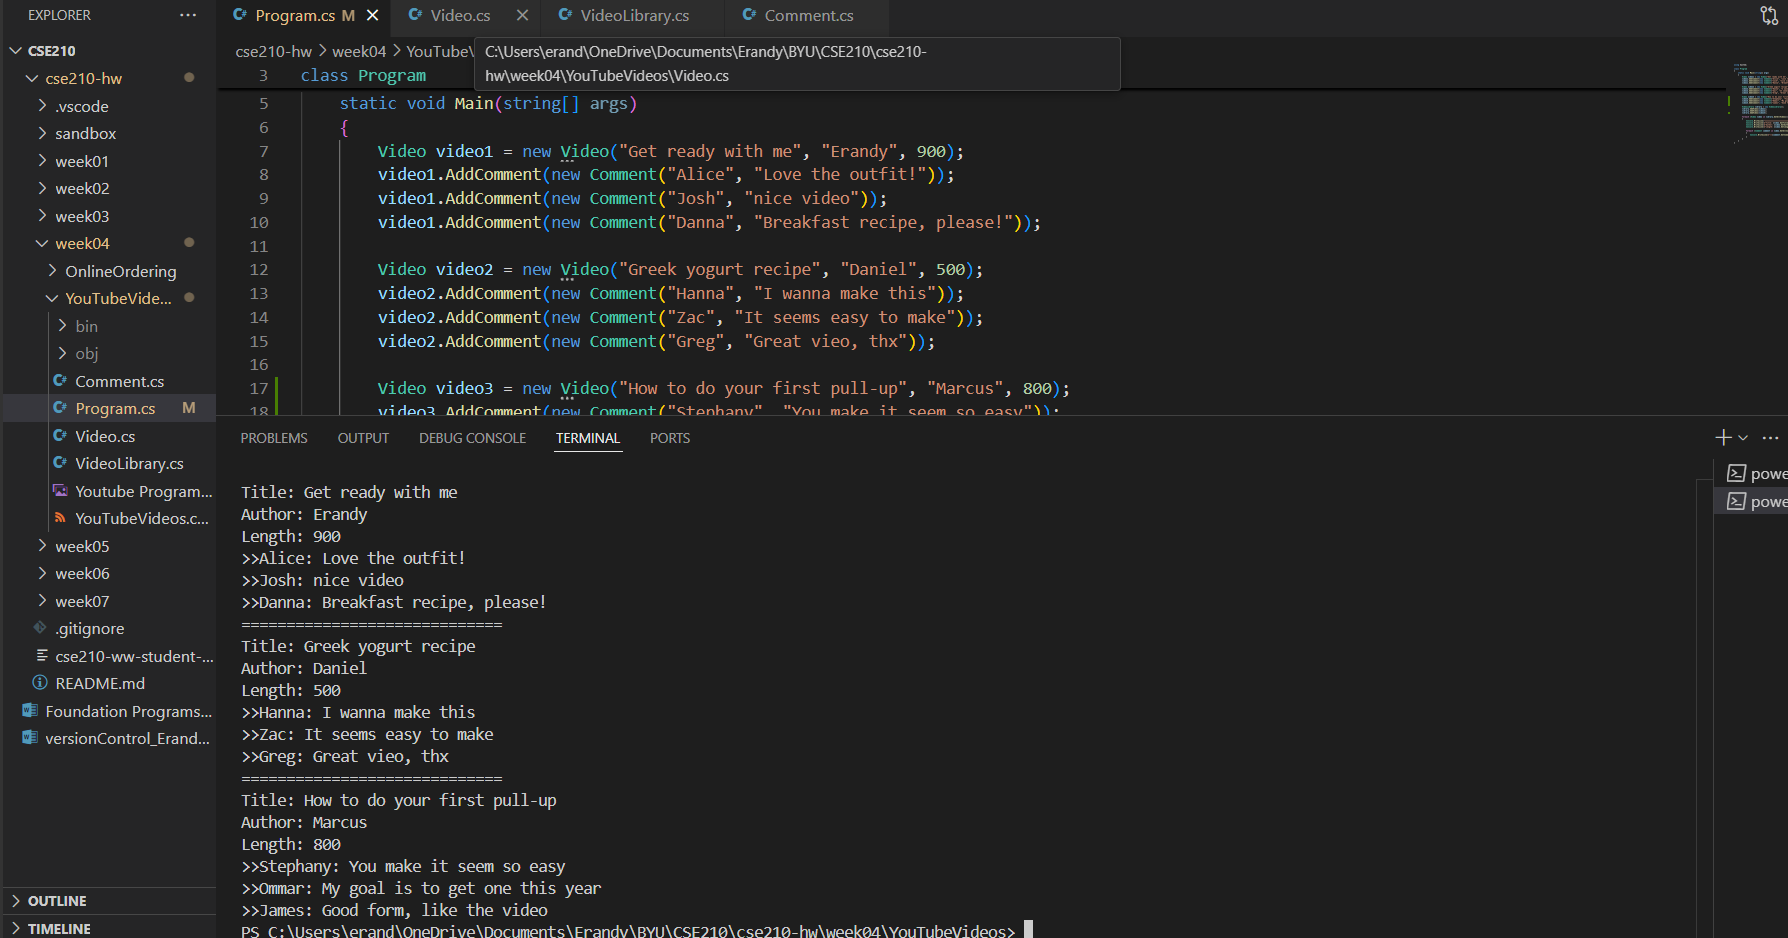 EXPLORER
CSE210
cse210-hw
.vscode
sandbox
week01
week02
week03
week04
OnlineOrdering
YouTubeVide...
bin
obj
Comment.cs
Program.cs M
Video.cs
VideoLibrary.cs
Youtube Program...
YouTubeVideos.c...
week05
week06
week07
.gitignore
cse210-ww-student-...
README.md
Foundation Programs...
versionControl_Erand...
OUTLINE
TIMELINE
Program.cs M
Video.cs
VideoLibrary.cs
Comment.cs
cse210-hw > week04 > YouTube\
C:\Users\erand\OneDrive\Documents\Erandy\BYU\CSE210\cse210-
hw\week04\YouTubeVideos\Video.cs
3 class Program
5 static void Main(string[] args)
6 {
7 Video video1 = new Video("Get ready with me", "Erandy", 900);
8 video1.AddComment(new Comment("Alice", "Love the outfit!"));
9 video1.AddComment(new Comment("Josh", "nice video"));
10 video1.AddComment(new Comment("Danna", "Breakfast recipe, please!"));
11
12 Video video2 = new Video("Greek yogurt recipe", "Daniel", 500);
13 video2.AddComment(new Comment("Hanna", "I wanna make this"));
14 video2.AddComment(new Comment("Zac", "It seems easy to make"));
15 video2.AddComment(new Comment("Greg", "Great vieo, thx"));
16
17 Video video3 = new Video("How to do your first pull-up", "Marcus", 800);
18 video3.AddComment(new Comment("Stephany", "You make it seem so easy"));
PROBLEMS OUTPUT DEBUG CONSOLE TERMINAL PORTS
Title: Get ready with me
Author: Erandy
Length: 900
>>Alice: Love the outfit!
>>Josh: nice video
>>Danna: Breakfast recipe, please!
=============================
Title: Greek yogurt recipe
Author: Daniel
Length: 500
>>Hanna: I wanna make this
>>Zac: It seems easy to make
>>Greg: Great vieo, thx
=============================
Title: How to do your first pull-up
Author: Marcus
Length: 800
>>Stephany: You make it seem so easy
>>Ommar: My goal is to get one this year
>>James: Good form, like the video
PS C:\Users\erand\OneDrive\Documents\Erandy\BYU\CSE210\cse210-hw\week04\YouTubeVideos>
powe
powe